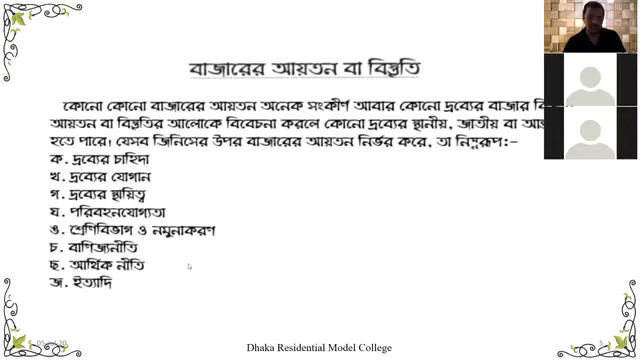 বাজারের আয়তন বা বিস্তৃতি
কোনো কোনো বাজারের আয়তন অনেক সংকীর্ণ আবার কোনো দ্রব্যের বাজার
আয়তন বা বিস্তৃতির আলোকে বিবেচনা করলে কোনো দ্রব্যের স্থানীয়, জাতীয় বা
হতে পারে। যেসব জিনিসের উপর বাজারের আয়তন নির্ভর করে, তা নিম্নরূপ:-
ক. দ্রব্যের চাহিদা
খ. দ্রব্যের যোগান
গ. দ্রব্যের স্থায়িত্ব
ঘ. পরিবহনযোগ্যতা
ঙ. শ্রেণিবিভাগ ও নমুনাকরণ
চ. বাণিজ্যনীতি
ছ. আর্থিক নীতি
জ. ইত্যাদি
Dhaka Residential Model College
5